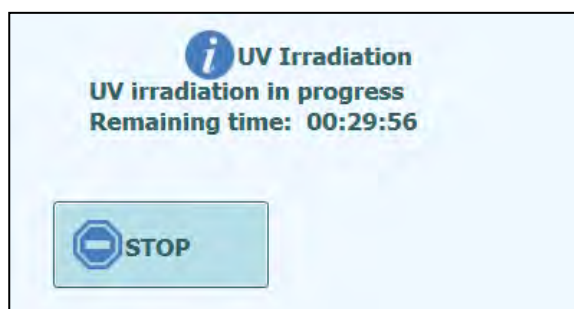 UV Irradiation
UV irradiation in progress
Remaining time: 00:29:56
STOP